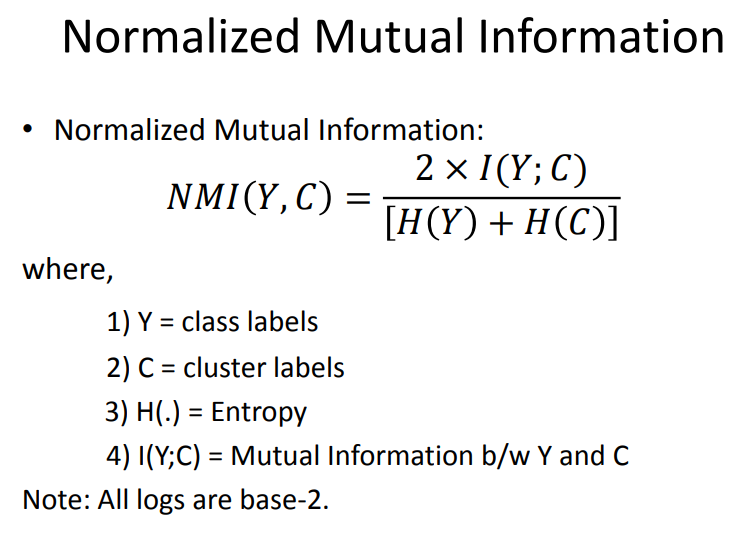 Normalized Mutual Information
• Normalized Mutual Information:
NMI(Y, C) = \frac{2 × I(Y; C)}{[H(Y) + H(C)]}
where,
1) Y = class labels
2) C = cluster labels
3) H(.) = Entropy
4) I(Y;C) = Mutual Information b/w Y and C
Note: All logs are base-2.